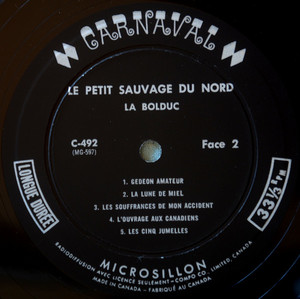 CARNAVAL
LE PETIT SAUVAGE DU NORD
LA BOLDUC
C-492
(MG-597)
Face 2
LONGUE DURÉE
33⅓ RPM
1. GEDEON AMATEUR
2. LA LUNE DE MIEL
3. LES SOUFFRANCES DE MON ACCIDENT
4. L'OUVRAGE AUX CANADIENS
5. LES CINQ JUMELLES
MICROSILLON
RADIODIFFUSION AVEC LICENCE SEULEMENT - COMPO CO. LIMITED, CANADA
MADE IN CANADA - FABRIQUÉ AU CANADA